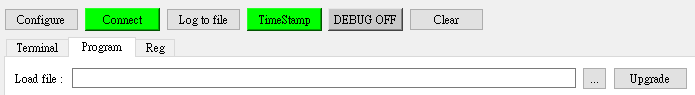 Configure Connect Log to file TimeStamp DEBUG OFF Clear
Terminal Program Reg
Load file : ... Upgrade